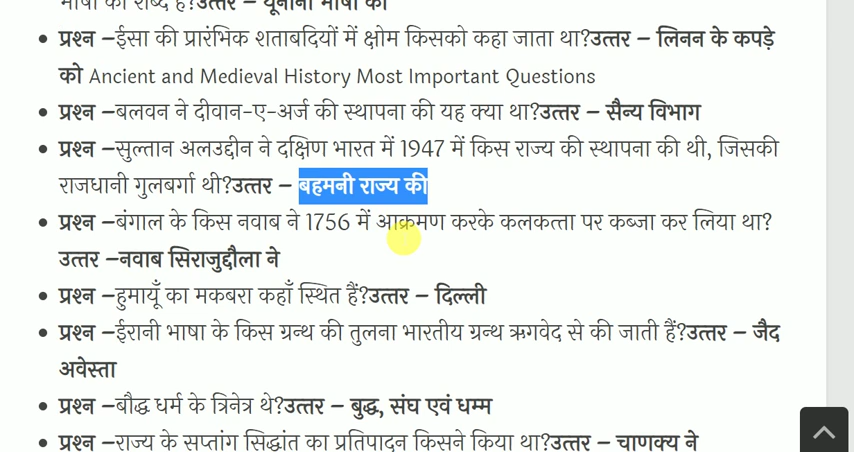 भाषा का शब्द है?उत्तर – यूनानी भाषा का
प्रश्न –ईसा की प्रारंभिक शताबदियों में क्षोम किसको कहा जाता था?उत्तर – लिनन के कपड़े
को Ancient and Medieval History Most Important Questions
प्रश्न –बलवन ने दीवान-ए-अर्ज की स्थापना की यह क्या था?उत्तर – सैन्य विभाग
प्रश्न –सुल्तान अलउद्दीन ने दक्षिण भारत में 1947 में किस राज्य की स्थापना की थी, जिसकी
राजधानी गुलबर्गा थी?उत्तर – बहमनी राज्य की
प्रश्न –बंगाल के किस नवाब ने 1756 में आक्रमण करके कलकत्ता पर कब्जा कर लिया था?
उत्तर –नवाब सिराजुद्दौला ने
प्रश्न –हुमायूँ का मकबरा कहाँ स्थित हैं?उत्तर – दिल्ली
प्रश्न –ईरानी भाषा के किस ग्रन्थ की तुलना भारतीय ग्रन्थ ऋगवेद से की जाती हैं?उत्तर – जैद
अवेस्ता
प्रश्न –बौद्ध धर्म के त्रिनेत्र थे?उत्तर – बुद्ध, संघ एवं धम्म
प्रश्न –राज्य के सप्तांग सिद्धांत का प्रतिपादन किसने किया था?उत्तर – चाणक्य ने